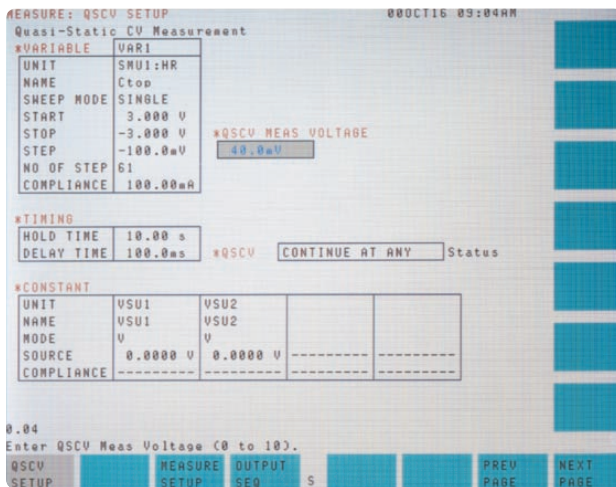 MEASURE: QSCV SETUP 00OCT16 09:04AM
Quasi-Static CV Measurement
*VARIABLE VAR1
UNIT SMU1:HR
NAME Ctop
SWEEP MODE SINGLE
START 3.000 V
STOP -3.000 V *QSCV MEAS VOLTAGE
STEP -100.0mV 40.0mV
NO OF STEP 61
COMPLIANCE 100.00mA
*TIMING
HOLD TIME 10.00 s
DELAY TIME 100.0ms *QSCV CONTINUE AT ANY Status
*CONSTANT
UNIT VSU1 VSU2
NAME VSU1 VSU2
MODE V V
SOURCE 0.0000 V 0.0000 V --------- ---------
COMPLIANCE --------- --------- --------- ---------
0.04
Enter QSCV Meas Voltage (0 to 10).
QSCV SETUP MEASURE SETUP OUTPUT SEQ S PREV PAGE NEXT PAGE